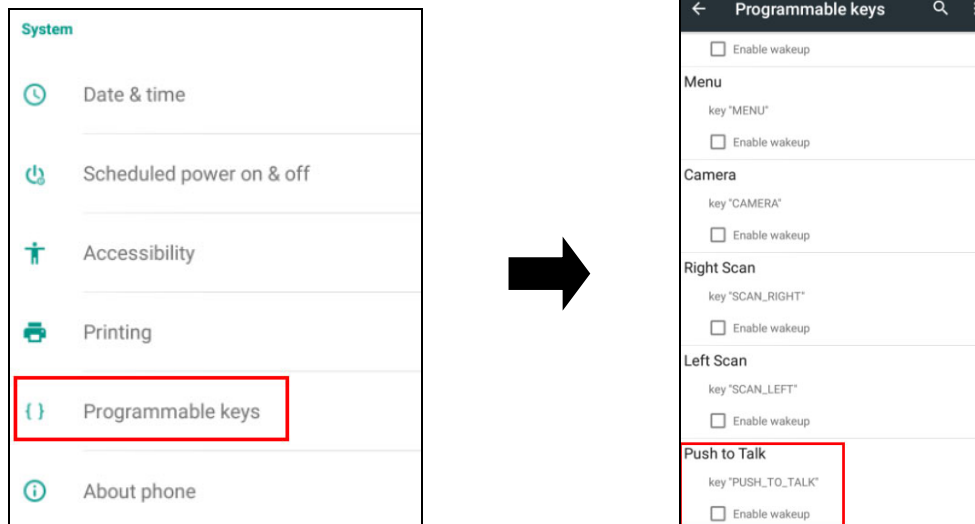 System
Date & time
Scheduled power on & off
Accessibility
Printing
{ } Programmable keys
About phone
Programmable keys
Enable wakeup
Menu
key "MENU"
Enable wakeup
Camera
key "CAMERA"
Enable wakeup
Right Scan
key "SCAN_RIGHT"
Enable wakeup
Left Scan
key "SCAN_LEFT"
Enable wakeup
Push to Talk
key "PUSH_TO_TALK"
Enable wakeup